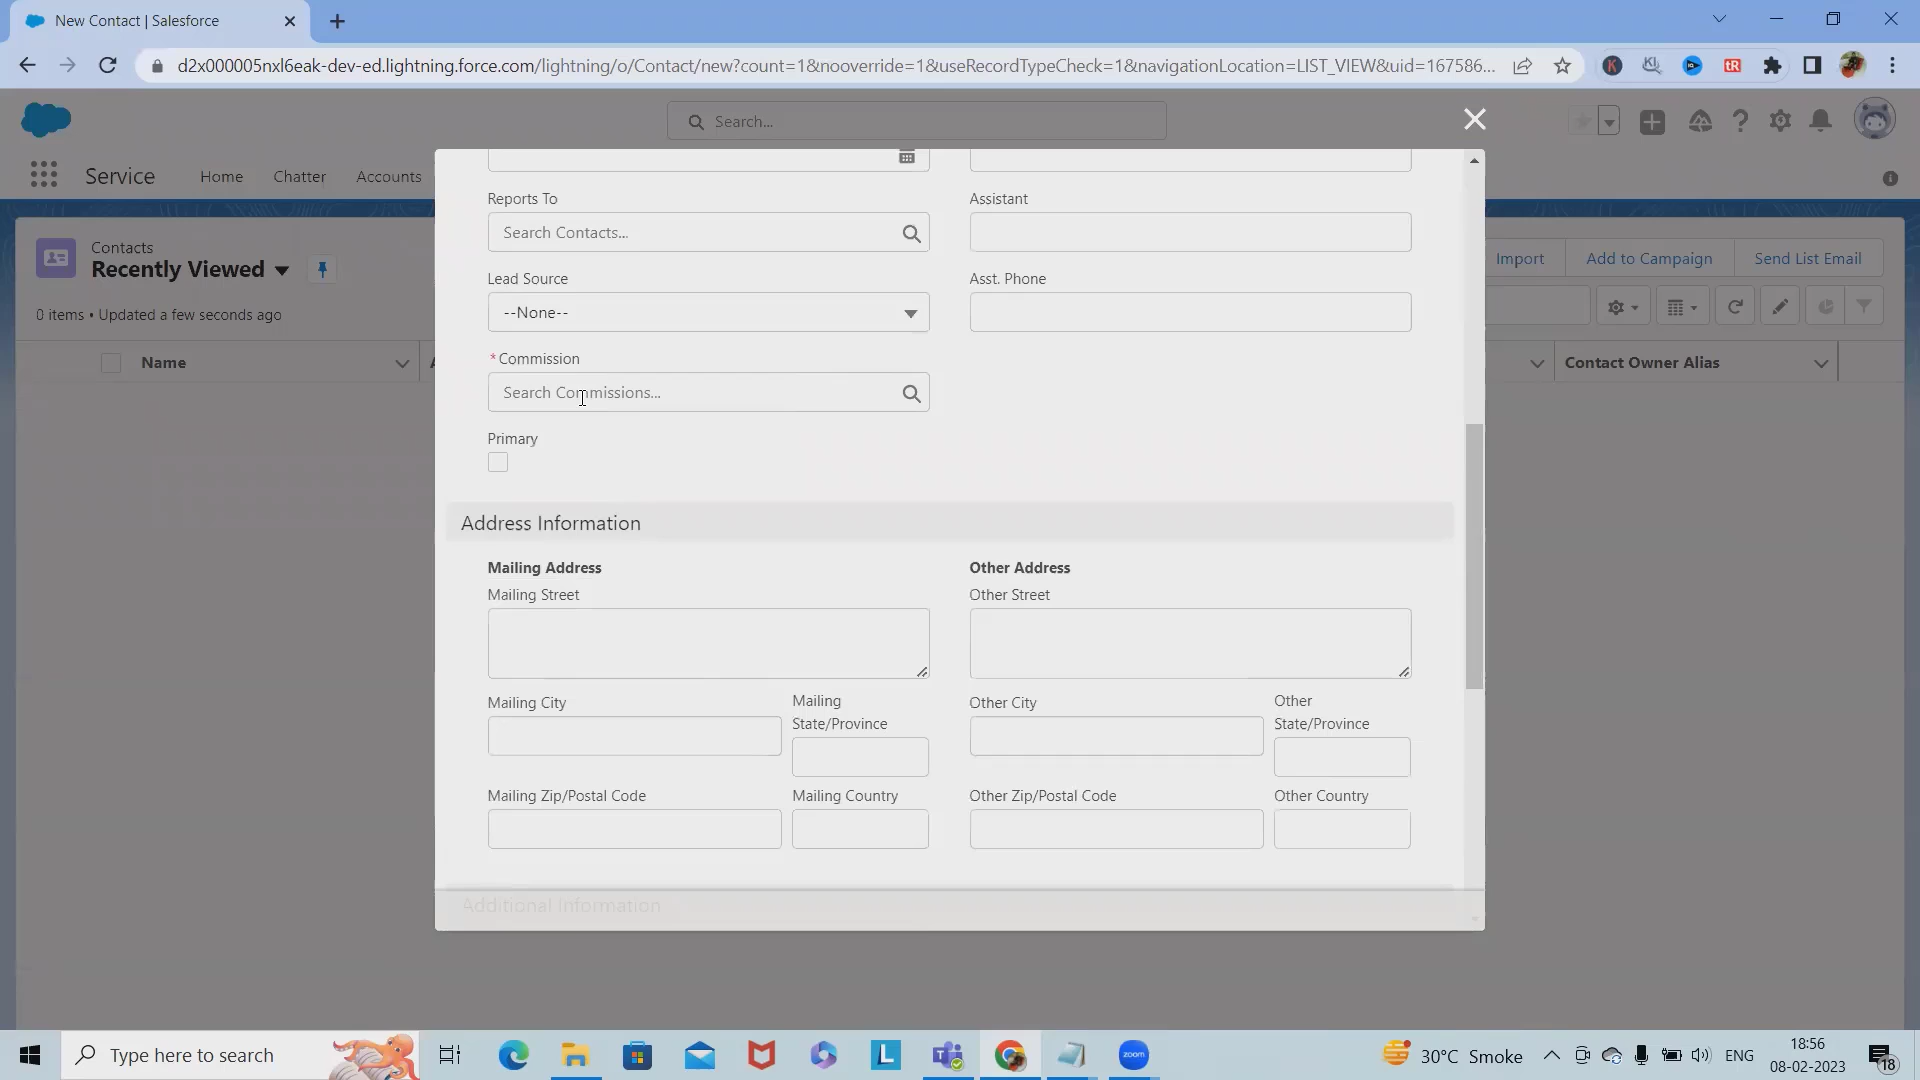 New Contact | Salesforce
d2x000005nxl6eak-dev-ed.lightning.force.com/lightning/o/Contact/new?count=1&nooverride=1&useRecordTypeCheck=1&navigationLocation=LIST_VIEW&uid=167586...
K
KL
tR
Search...
Service
Home
Chatter
Accounts
Contacts
Recently Viewed
0 items • Updated a few seconds ago
Import
Add to Campaign
Send List Email
Name
Contact Owner Alias
Reports To
Assistant
Search Contacts...
Lead Source
Asst. Phone
--None--
*Commission
Search Commissions...
Primary
Address Information
Mailing Address
Other Address
Mailing Street
Other Street
Mailing City
Mailing State/Province
Other City
Other State/Province
Mailing Zip/Postal Code
Mailing Country
Other Zip/Postal Code
Other Country
Additional Information
Type here to search
L
zoom
30°C Smoke
ENG
18:56
08-02-2023
18